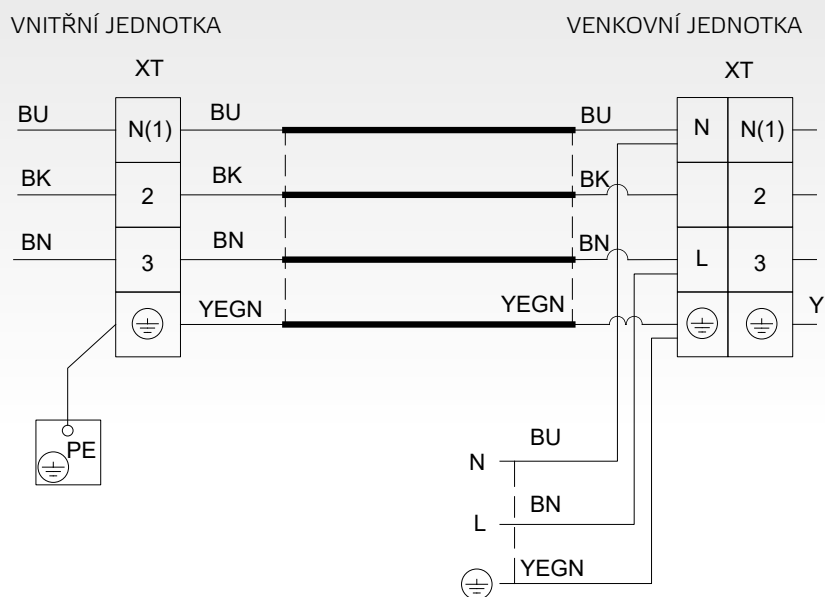 VNITŘNÍ JEDNOTKA
VENKOVNÍ JEDNOTKA
XT
XT
BU
N(1)
BU
BU
N
N(1)
BK
2
BK
BK
2
BN
3
BN
BN
L
3
YEGN
YEGN
Y
PE
N
BU
L
BN
YEGN